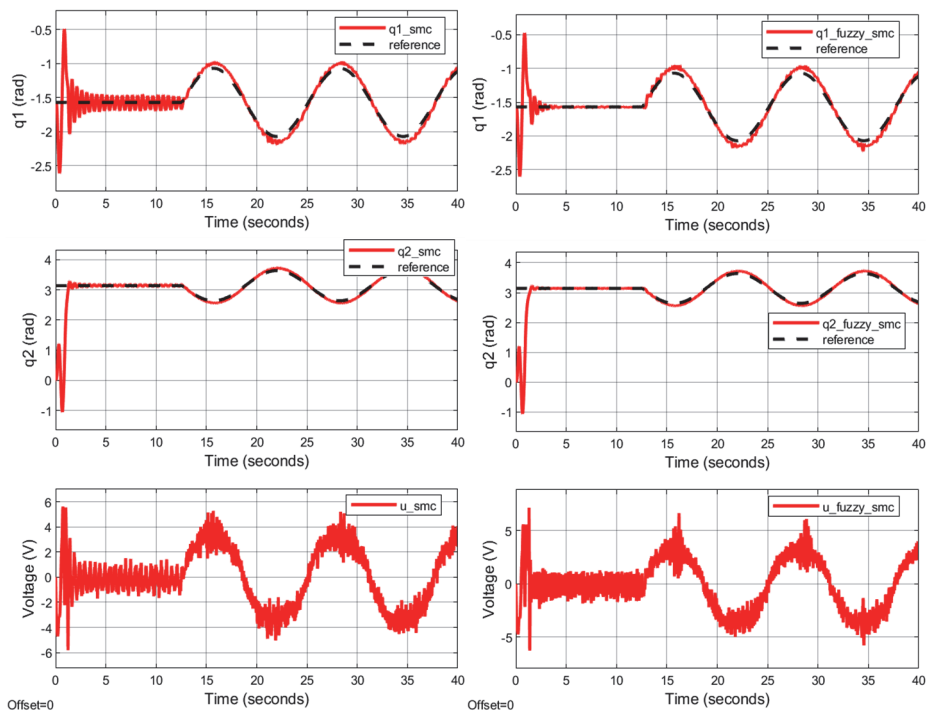 q1_smc
reference
-0.5
-1
-1.5
-2
-2.5
q1 (rad)
0 5 10 15 20 25 30 35 40
Time (seconds)
q1_fuzzy_smc
reference
-0.5
-1
-1.5
-2
-2.5
q1 (rad)
0 5 10 15 20 25 30 35 40
Time (seconds)
q2_smc
reference
4
3
2
1
0
-1
q2 (rad)
0 5 10 15 20 25 30 35 40
Time (seconds)
q2_fuzzy_smc
reference
4
3
2
1
0
-1
q2 (rad)
0 5 10 15 20 25 30 35 40
Time (seconds)
u_smc
6
4
2
0
-2
-4
-6
Voltage (V)
0 5 10 15 20 25 30 35 40
Time (seconds)
Offset=0
u_fuzzy_smc
5
0
-5
Voltage (V)
0 5 10 15 20 25 30 35 40
Time (seconds)
Offset=0